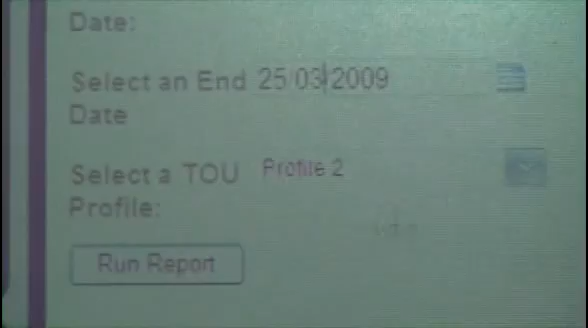 Date:
Select an End 25/03/2009
Date
Select a TOU Profile 2
Profile:
Run Report